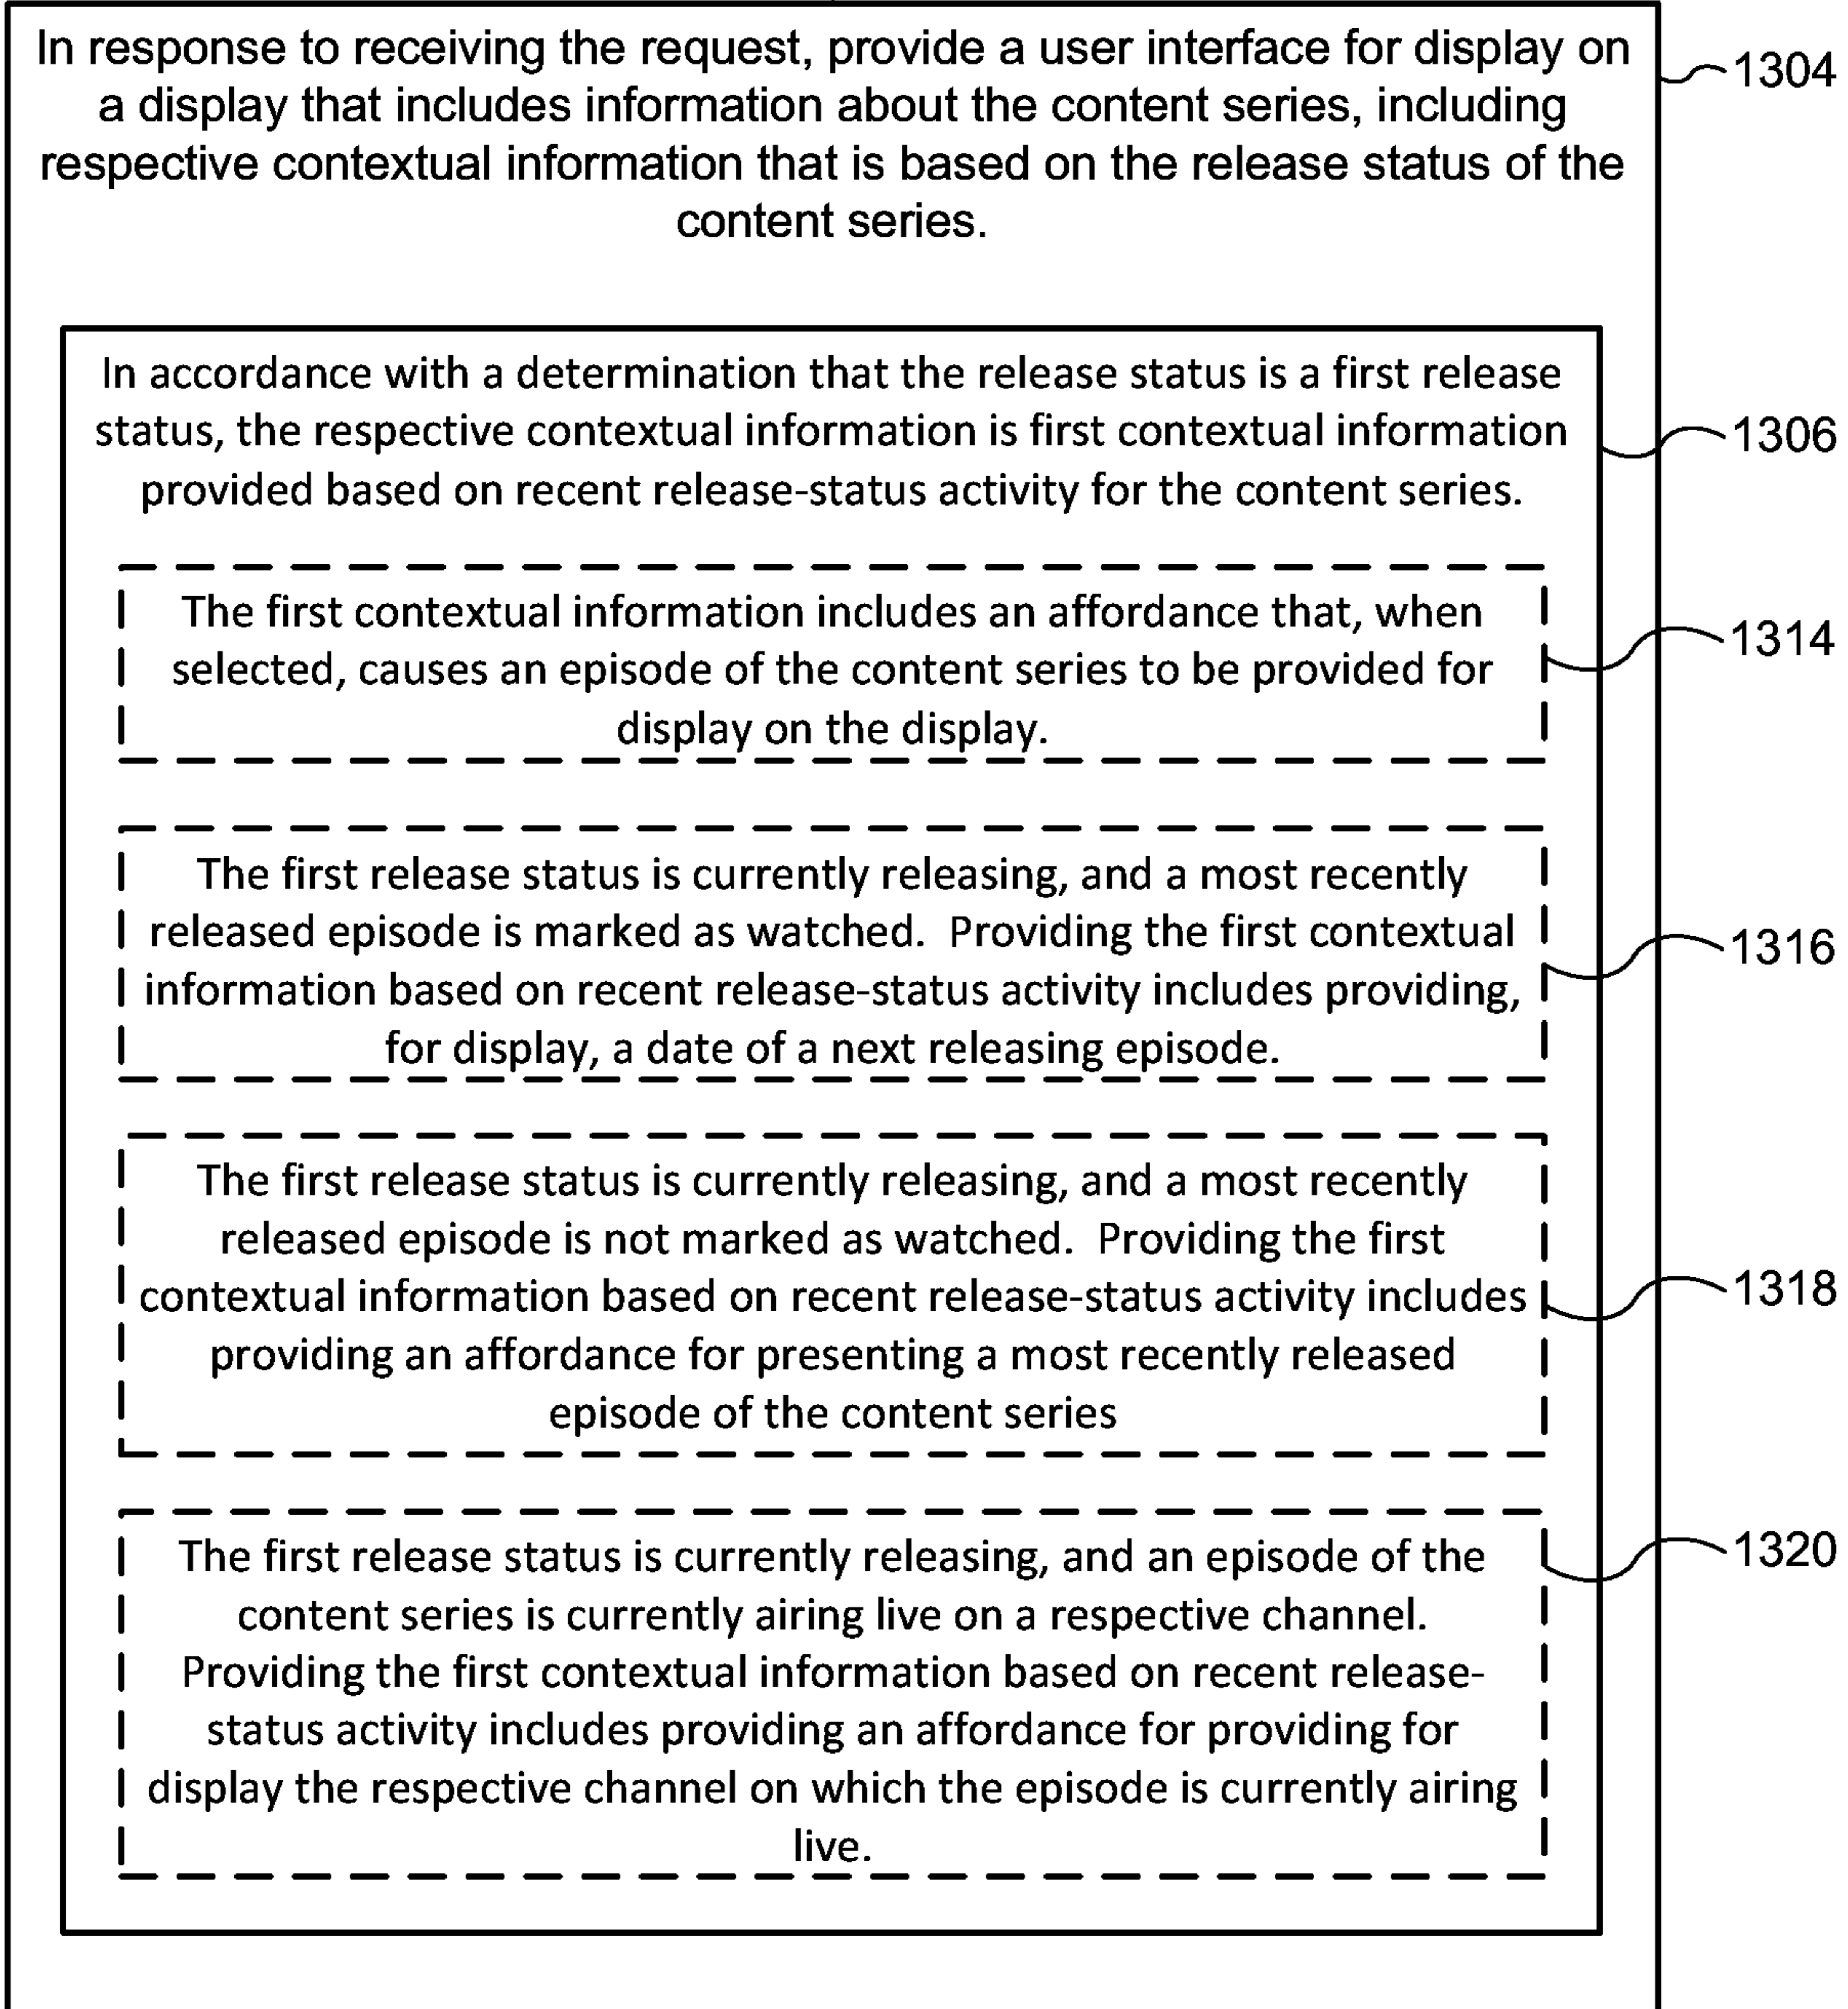 In response to receiving the request, provide a user interface for display on
a display that includes information about the content series, including
respective contextual information that is based on the release status of the
content series.
1304
In accordance with a determination that the release status is a first release
status, the respective contextual information is first contextual information
provided based on recent release-status activity for the content series.
1306
The first contextual information includes an affordance that, when
selected, causes an episode of the content series to be provided for
display on the display.
1314
The first release status is currently releasing, and a most recently
released episode is marked as watched.  Providing the first contextual
information based on recent release-status activity includes providing,
for display, a date of a next releasing episode.
1316
The first release status is currently releasing, and a most recently
released episode is not marked as watched.  Providing the first
contextual information based on recent release-status activity includes
providing an affordance for presenting a most recently released
episode of the content series
1318
The first release status is currently releasing, and an episode of the
content series is currently airing live on a respective channel.
Providing the first contextual information based on recent release-
status activity includes providing an affordance for providing for
display the respective channel on which the episode is currently airing
live.
1320